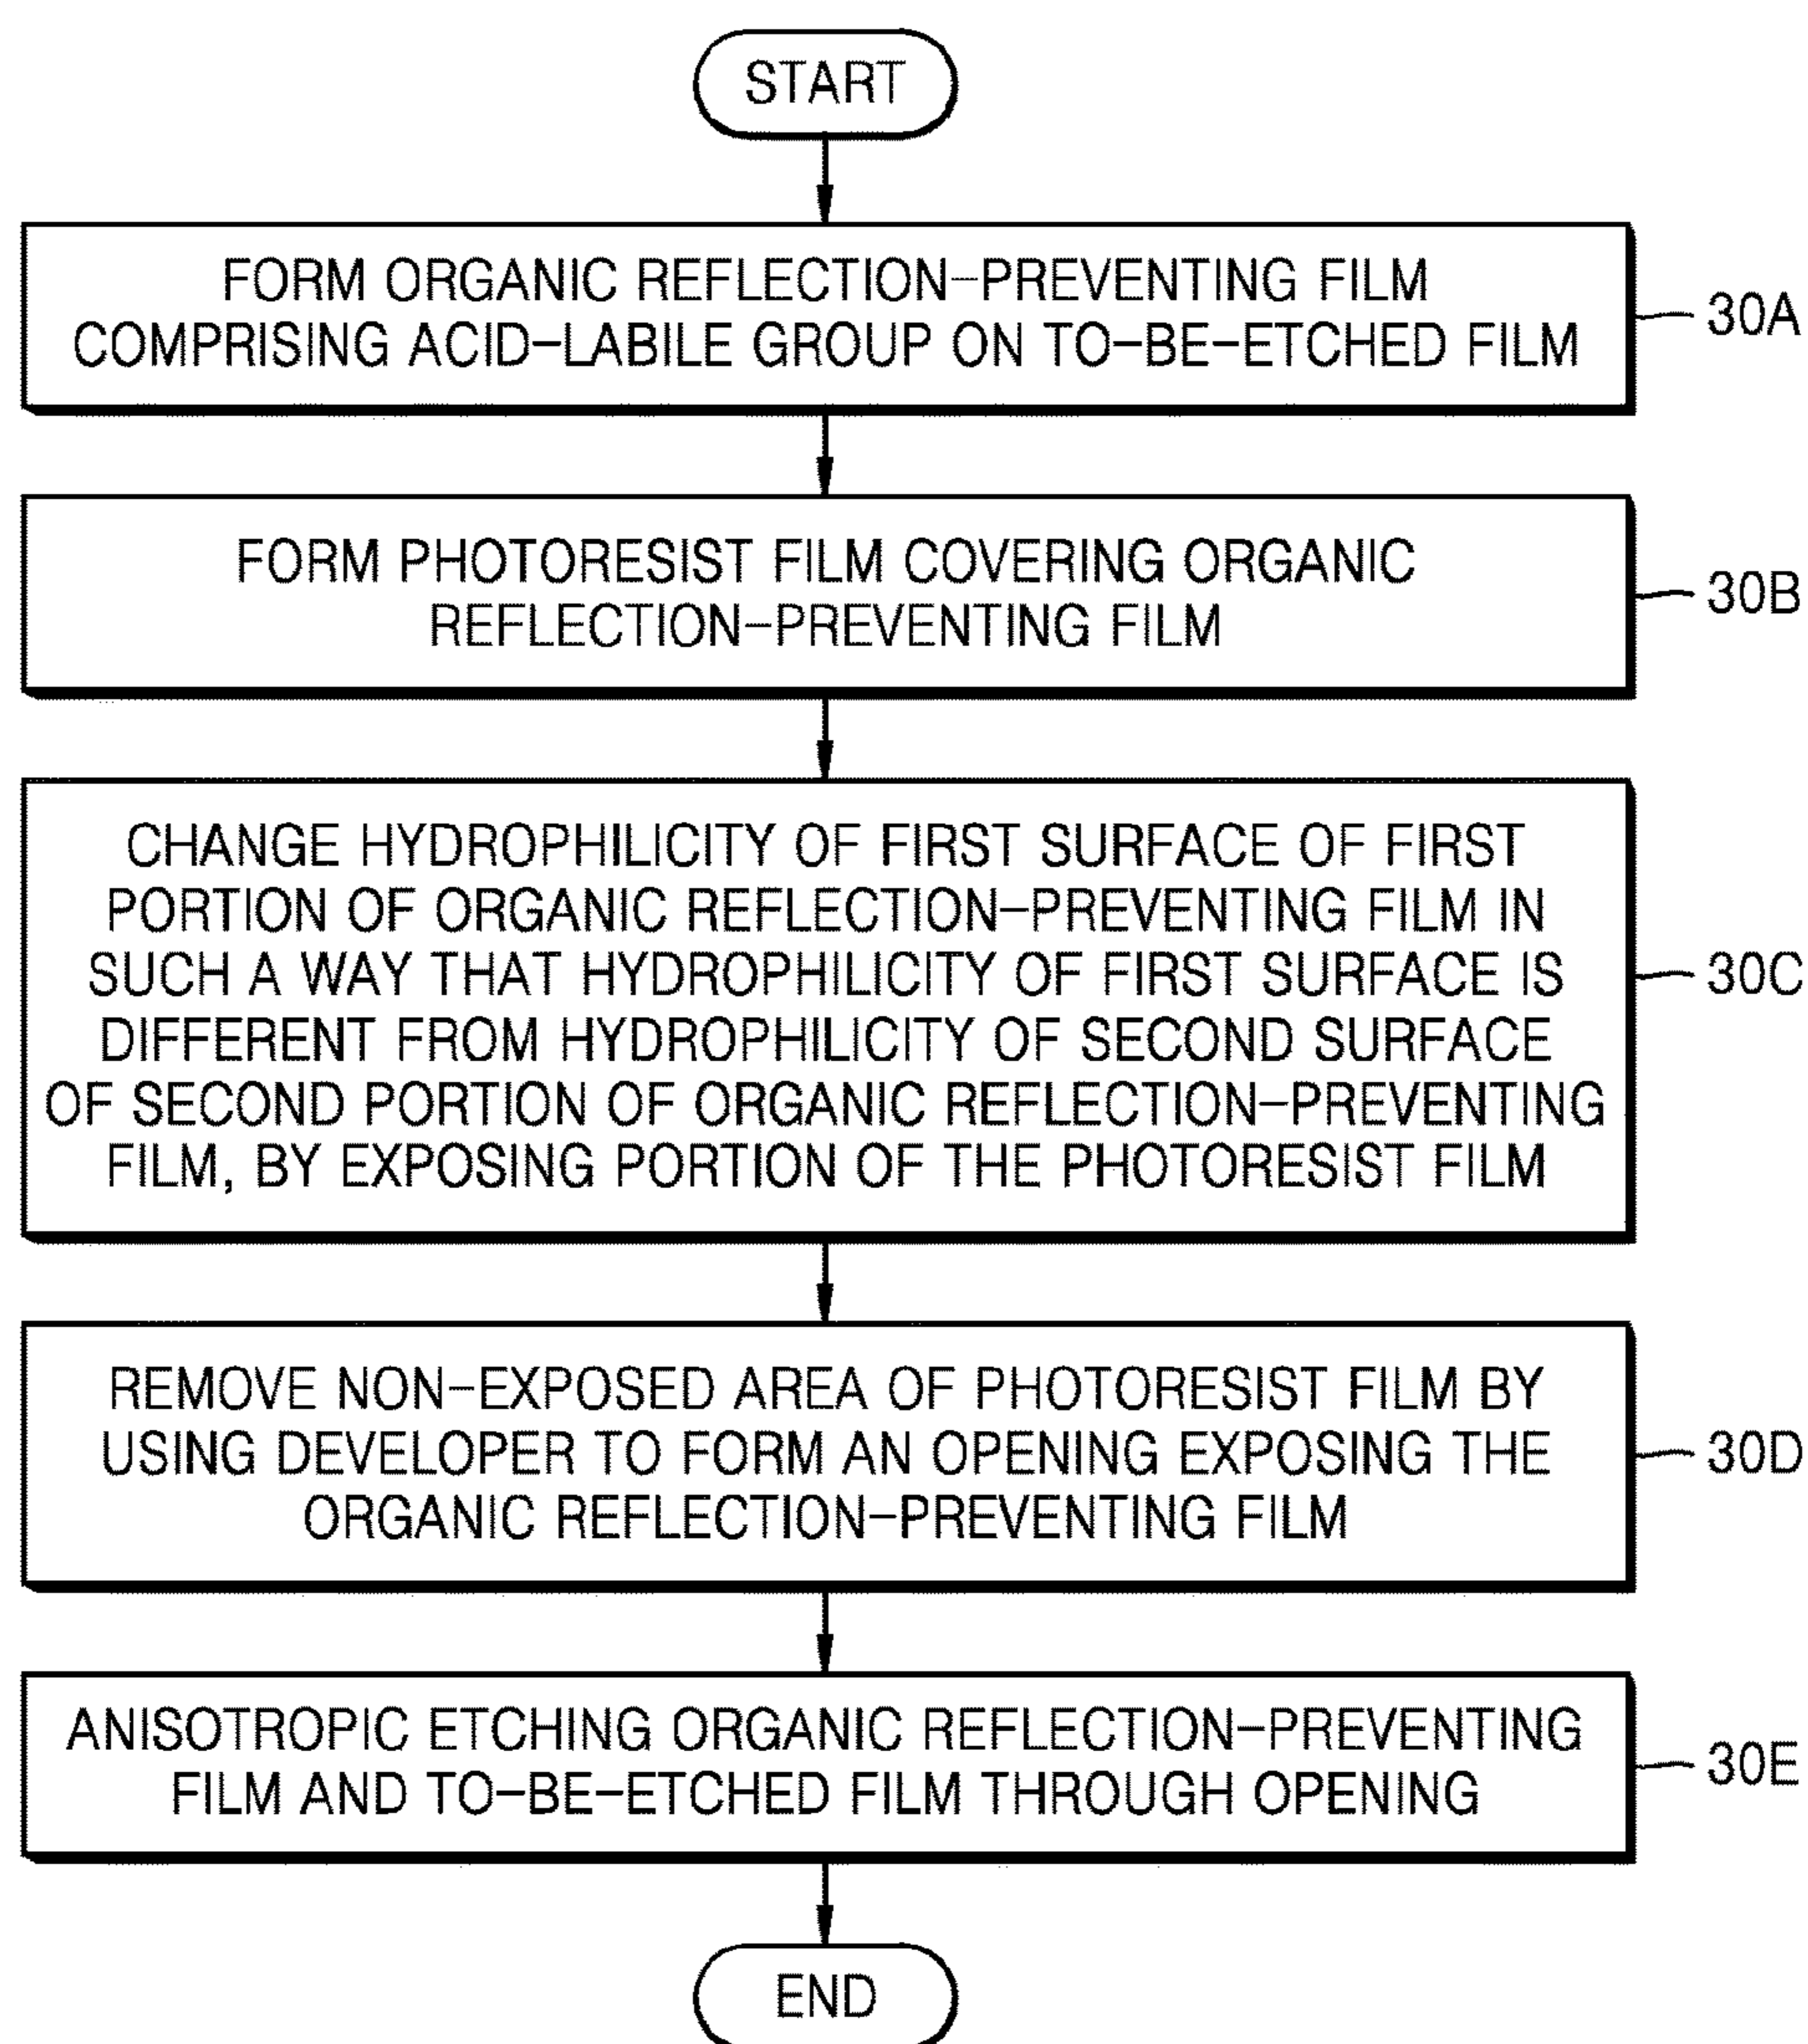 START
FORM ORGANIC REFLECTION-PREVENTING FILM
COMPRISING ACID-LABILE GROUP ON TO-BE-ETCHED FILM
30A
FORM PHOTORESIST FILM COVERING ORGANIC
REFLECTION-PREVENTING FILM
30B
CHANGE HYDROPHILICITY OF FIRST SURFACE OF FIRST
PORTION OF ORGANIC REFLECTION-PREVENTING FILM IN
SUCH A WAY THAT HYDROPHILICITY OF FIRST SURFACE IS
DIFFERENT FROM HYDROPHILICITY OF SECOND SURFACE
OF SECOND PORTION OF ORGANIC REFLECTION-PREVENTING
FILM, BY EXPOSING PORTION OF THE PHOTORESIST FILM
30C
REMOVE NON-EXPOSED AREA OF PHOTORESIST FILM BY
USING DEVELOPER TO FORM AN OPENING EXPOSING THE
ORGANIC REFLECTION-PREVENTING FILM
30D
ANISOTROPIC ETCHING ORGANIC REFLECTION-PREVENTING
FILM AND TO-BE-ETCHED FILM THROUGH OPENING
30E
END